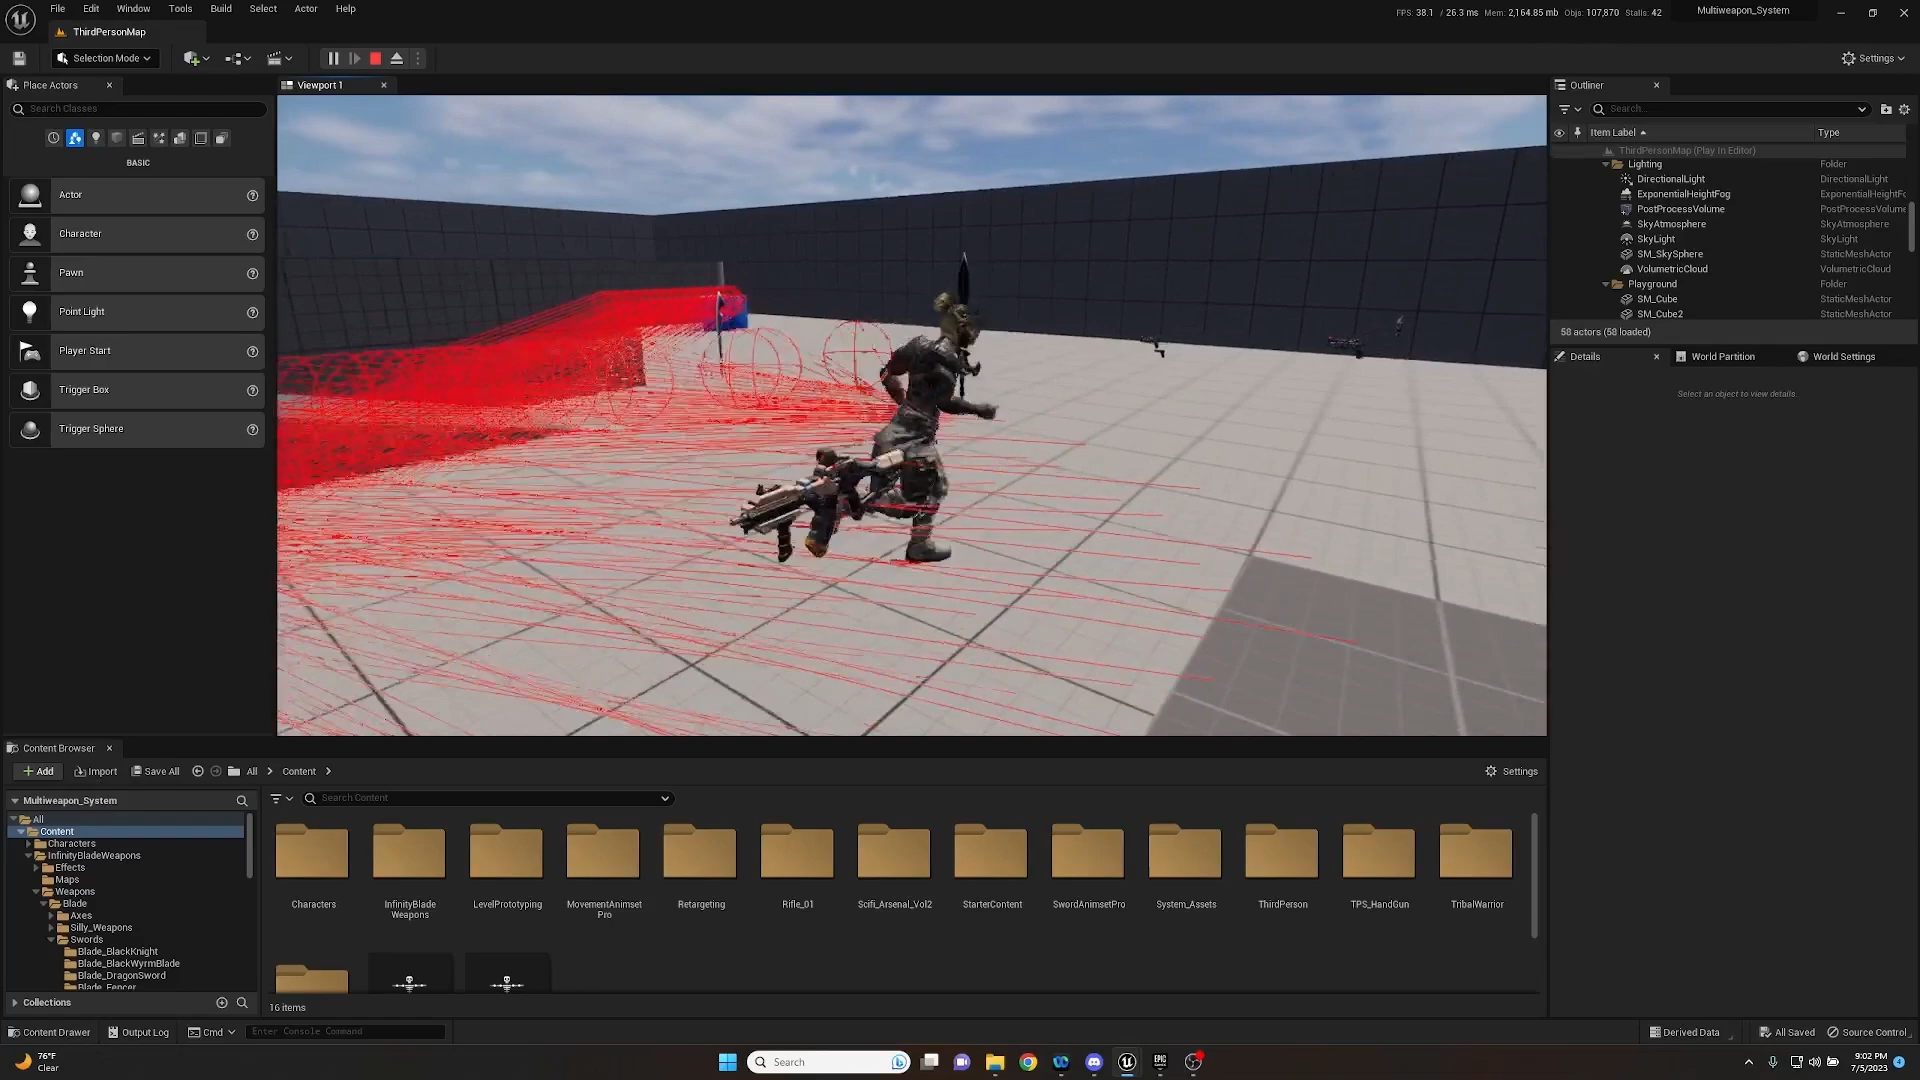 File Edit Window Tools Build Select Actor Help
FPS: 38.1 / 26.3 ms Mem: 2,164.85 mb Objs: 107,870 Stalls: 42
Multiweapon_System
ThirdPersonMap
Selection Mode
Settings
Place Actors
Viewport 1
Outliner
Search Classes
Search...
Item Label
Type
BASIC
ThirdPersonMap (Play In Editor)
Lighting Folder
DirectionalLight DirectionalLight
ExponentialHeightFog ExponentialHeightFo
PostProcessVolume PostProcessVolume
SkyAtmosphere SkyAtmosphere
SkyLight SkyLight
SM_SkySphere StaticMeshActor
VolumetricCloud VolumetricCloud
Playground Folder
SM_Cube StaticMeshActor
SM_Cube2 StaticMeshActor
58 actors (58 loaded)
Details
World Partition
World Settings
Select an object to view details.
Actor
Character
Pawn
Point Light
Player Start
Trigger Box
Trigger Sphere
Content Browser
Add
Import
Save All
All
Content
Settings
Multiweapon_System
Search Content
All
Content
Characters
InfinityBladeWeapons
Effects
Maps
Weapons
Blade
Axes
Silly_Weapons
Swords
Blade_BlackKnight
Blade_BlackWyrmBlade
Blade_DragonSword
Blade_Fencer
Collections
Characters
InfinityBlade
Weapons
LevelPrototyping
MovementAnimset
Pro
Retargeting
Rifle_01
Scifi_Arsenal_Vol2
StarterContent
SwordAnimsetPro
System_Assets
ThirdPerson
TPS_HandGun
TribalWarrior
16 items
Content Drawer
Output Log
Cmd
Enter Console Command
Derived Data
All Saved
Source Control
76°F
Clear
Search
EPIC
9:02 PM
7/5/2023
4